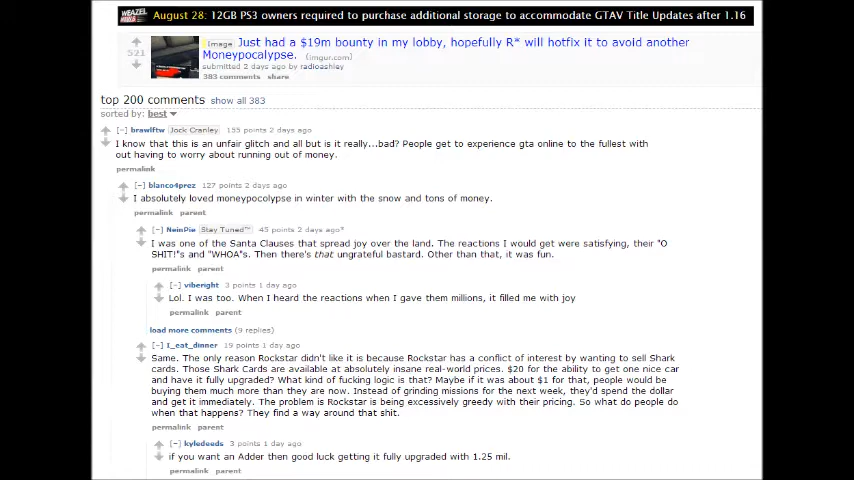 WEAZEL NEWS August 28: 12GB PS3 owners required to purchase additional storage to accommodate GTAV Title Updates after 1.16
521
Image Just had a $19m bounty in my lobby, hopefully R* will hotfix it to avoid another
Moneypocalypse. (imgur.com)
submitted 2 days ago by radioashley
383 comments share
top 200 comments show all 383
sorted by: best
[–] brawlftw Jock Cranley 155 points 2 days ago
I know that this is an unfair glitch and all but is it really...bad? People get to experience gta online to the fullest with
out having to worry about running out of money.
permalink
[–] blanco4prez 127 points 2 days ago
I absolutely loved moneypocolypse in winter with the snow and tons of money.
permalink parent
[–] NeinPie Stay Tuned™ 45 points 2 days ago*
I was one of the Santa Clauses that spread joy over the land. The reactions I would get were satisfying, their "O
SHIT!"s and "WHOA"s. Then there's that ungrateful bastard. Other than that, it was fun.
permalink parent
[–] viberight 3 points 1 day ago
Lol. I was too. When I heard the reactions when I gave them millions, it filled me with joy
permalink parent
load more comments (9 replies)
[–] I_eat_dinner 19 points 1 day ago
Same. The only reason Rockstar didn't like it is because Rockstar has a conflict of interest by wanting to sell Shark
cards. Those Shark Cards are available at absolutely insane real-world prices. $20 for the ability to get one nice car
and have it fully upgraded? What kind of fucking logic is that? Maybe if it was about $1 for that, people would be
buying them much more than they are now. Instead of grinding missions for the next week, they'd spend the dollar
and get it immediately. The problem is Rockstar is being excessively greedy with their pricing. So what do people do
when that happens? They find a way around that shit.
permalink parent
[–] kyledeeds 3 points 1 day ago
if you want an Adder then good luck getting it fully upgraded with 1.25 mil.
permalink parent